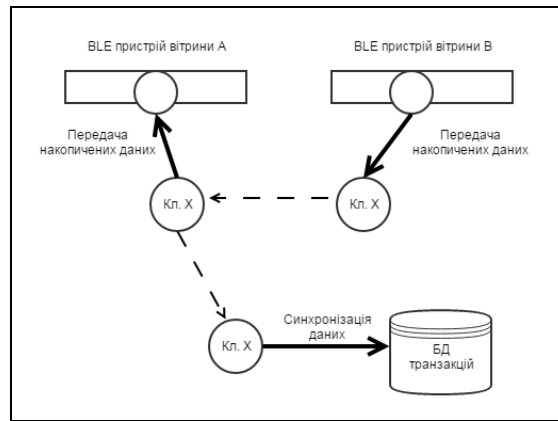 BLE пристрій вітрини А
BLE пристрій вітрини В
Передача
накопичених даних
Передача
накопичених даних
Кл. Х
Кл. Х
Кл. Х
Синхронізація
даних
БД
транзакцій